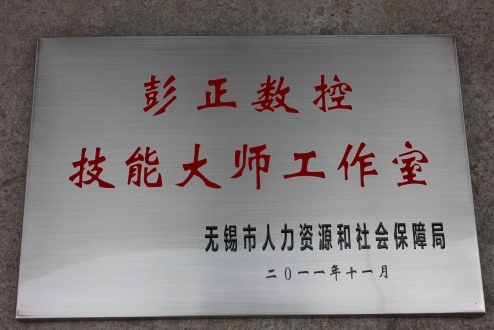 彭正数控
技能大师工作室
无锡市人力资源和社会保障局
二〇一一年十一月